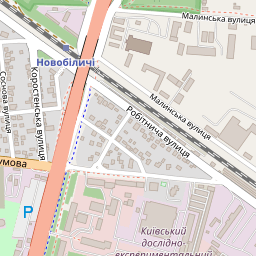 Малинська вулиця
Новобіличі
Соснова вулиця
Коростенська вулиця
Малинська вулиця
Робітнича вулиця
умова
P
Київський
дослідно-
експериментальний